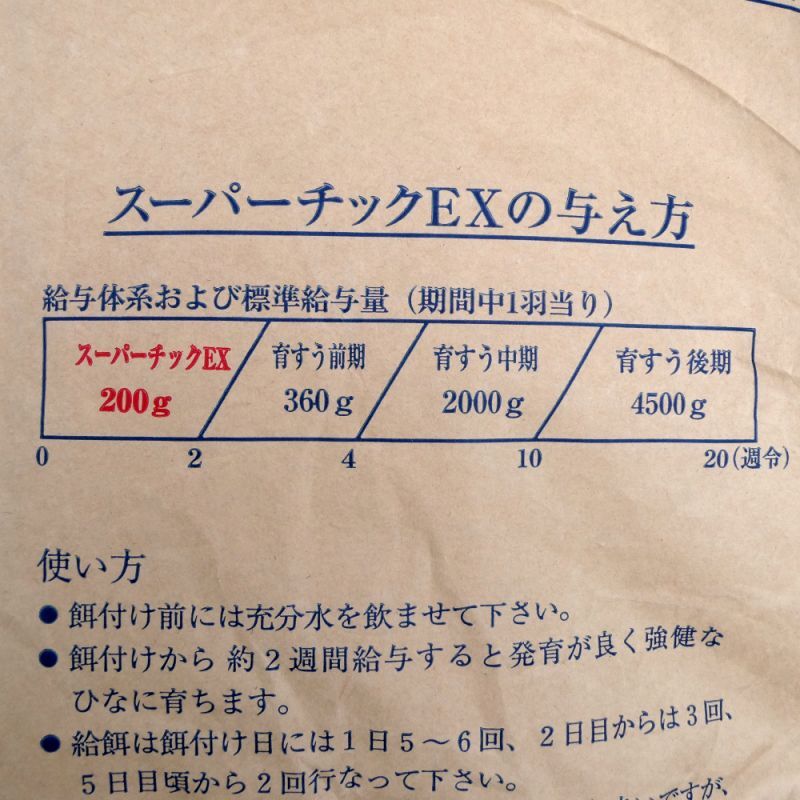 スーパーチックEXの与え方
給与体系および標準給与量（期間中1羽当り）
スーパーチックEX 育すう前期 育すう中期 育すう後期
200g 360g 2000g 4500g
0 2 4 10 20(週令)
使い方
●餌付け前には充分水を飲ませて下さい。
●餌付けから約2週間給与すると発育が良く強健な
ひなに育ちます。
●給餌は餌付け日には1日5〜6回、2日目からは3回、
5日目頃から2回行なって下さい。
ですが、